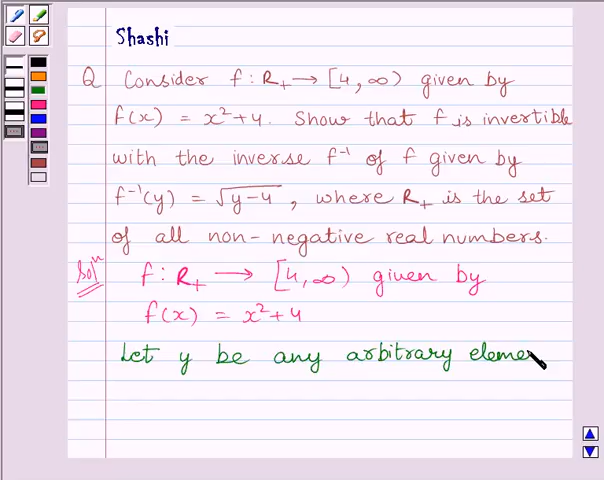 Shashi
Q Consider f : R₊ → [4, ∞) given by
f(x) = x²+4. Show that f is invertible
with the inverse f⁻¹ of f given by
f⁻¹(y) = √(y-4), where R₊ is the set
of all non-negative real numbers.
Solⁿ f : R₊ → [4, ∞) given by
f(x) = x²+4
Let y be any arbitrary eleme